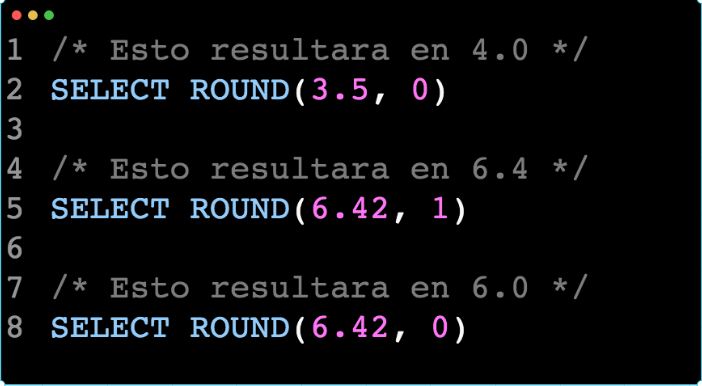 1 /* Esto resultara en 4.0 */
2 SELECT ROUND(3.5, 0)
3
4 /* Esto resultara en 6.4 */
5 SELECT ROUND(6.42, 1)
6
7 /* Esto resultara en 6.0 */
8 SELECT ROUND(6.42, 0)